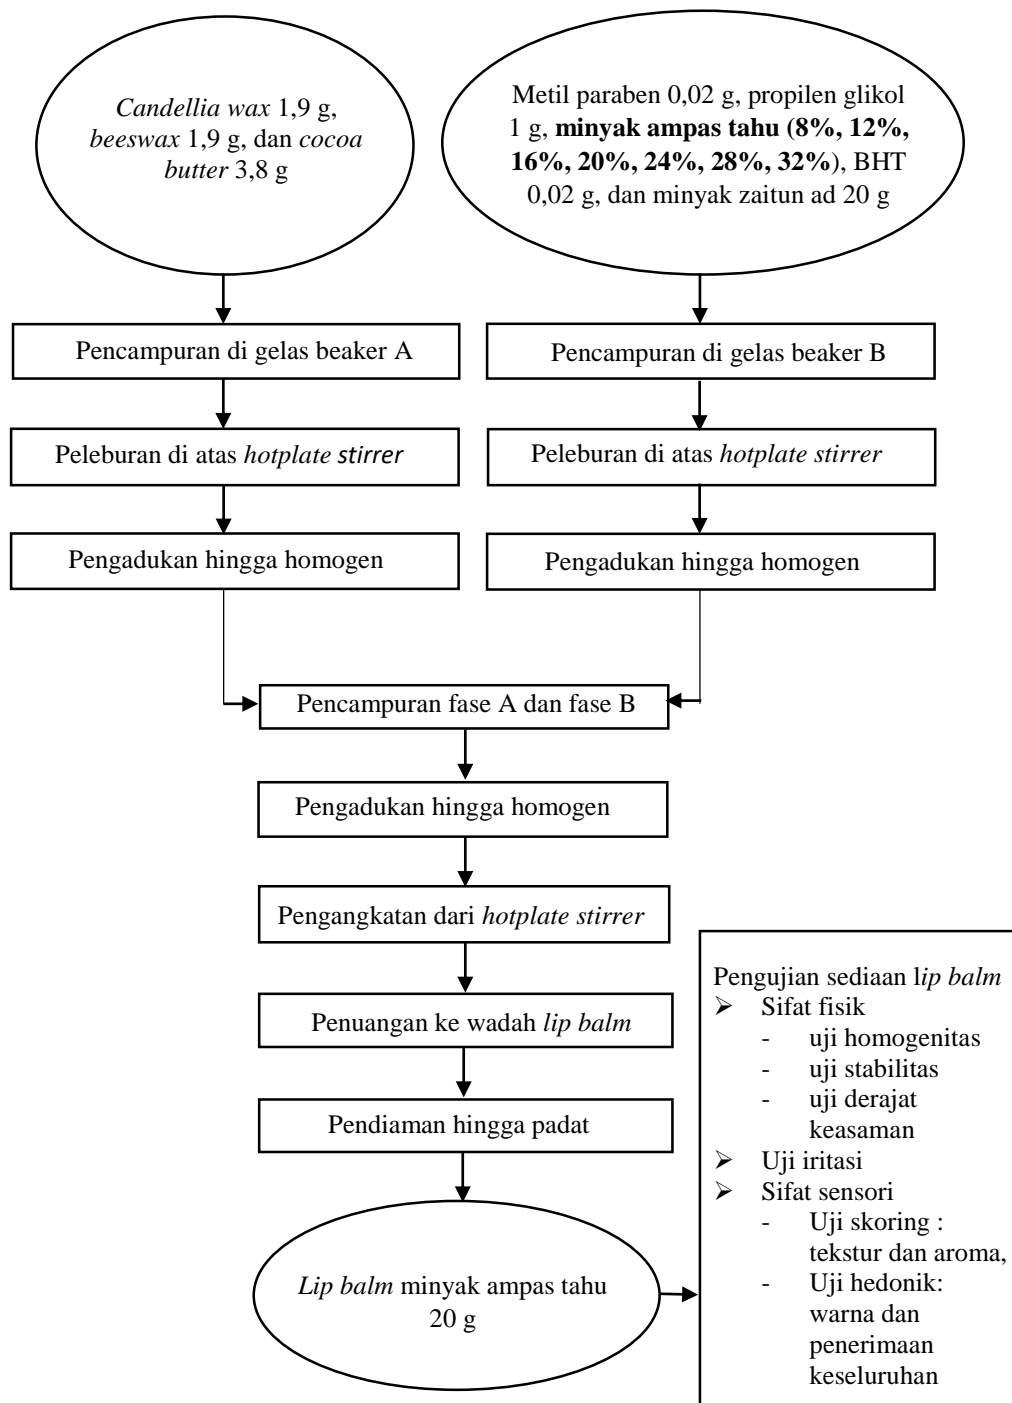 Candellia wax 1,9 g,
beeswax 1,9 g, dan cocoa
butter 3,8 g
Metil paraben 0,02 g, propilen glikol
1 g, minyak ampas tahu (8%, 12%,
16%, 20%, 24%, 28%, 32%), BHT
0,02 g, dan minyak zaitun ad 20 g
Pencampuran di gelas beaker A
Pencampuran di gelas beaker B
Peleburan di atas hotplate stirrer
Peleburan di atas hotplate stirrer
Pengadukan hingga homogen
Pengadukan hingga homogen
Pencampuran fase A dan fase B
Pengadukan hingga homogen
Pengangkatan dari hotplate stirrer
Penuangan ke wadah lip balm
Pendiaman hingga padat
Lip balm minyak ampas tahu
20 g
Pengujian sediaan lip balm
➢ Sifat fisik
- uji homogenitas
- uji stabilitas
- uji derajat
keasaman
➢ Uji iritasi
➢ Sifat sensori
- Uji skoring :
tekstur dan aroma,
- Uji hedonik:
warna dan
penerimaan
keseluruhan